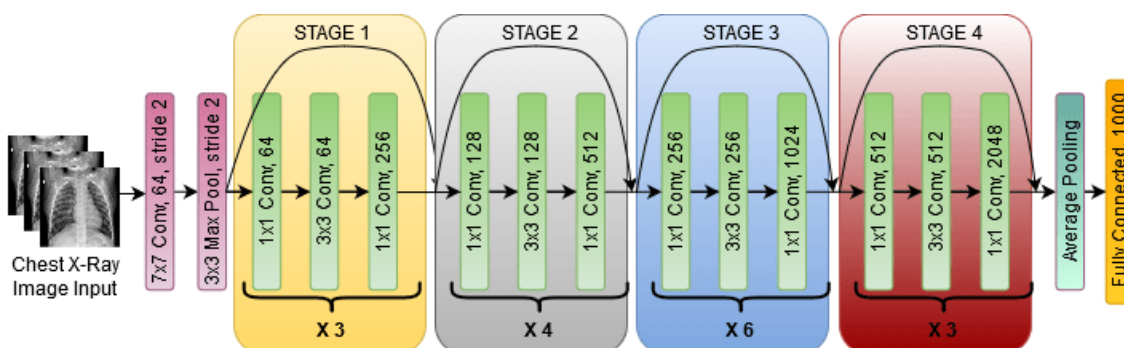 STAGE 1
STAGE 2
STAGE 3
STAGE 4
Chest X-Ray
Image Input
7x7 Conv, 64, stride 2
3x3 Max Pool, stride 2
1x1 Conv, 64
3x3 Conv, 64
1x1 Conv, 256
X 3
1x1 Conv, 128
3x3 Conv, 128
1x1 Conv, 512
X 4
1x1 Conv, 256
3x3 Conv, 256
1x1 Conv, 1024
X 6
1x1 Conv, 512
3x3 Conv, 512
1x1 Conv, 2048
X 3
Average Pooling
Fully Connected 1000